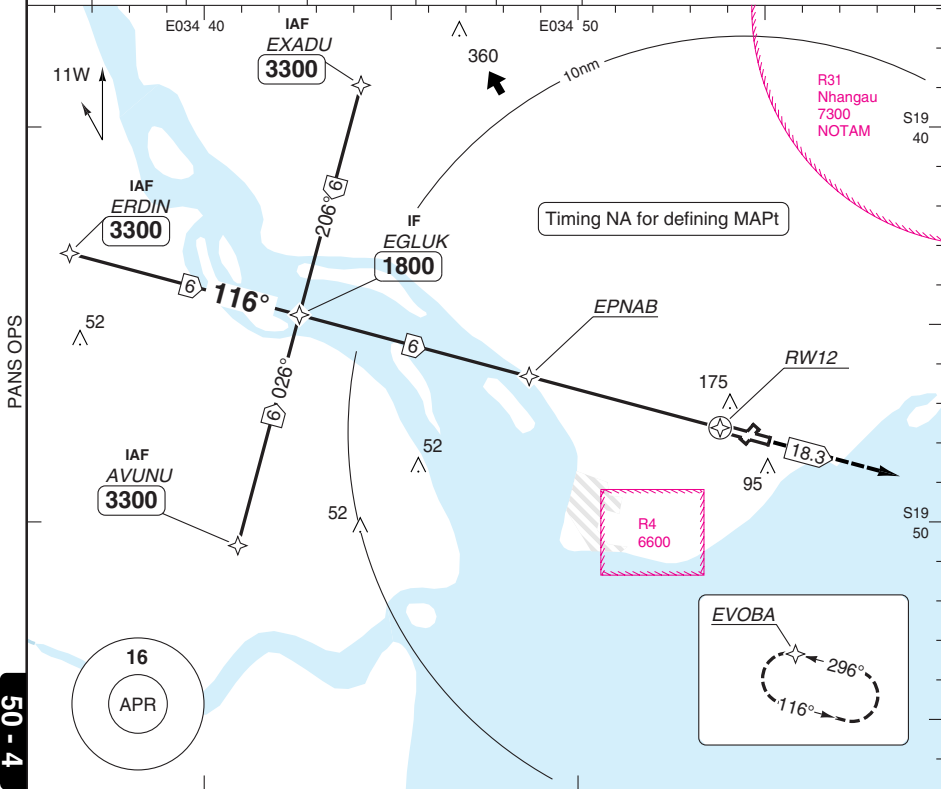 E034 40
IAF
EXADU
3300
360
E034 50
10nm
R31
Nhangau
7300
NOTAM
S19
40
11W
IAF
ERDIN
3300
6
206°
IF
EGLUK
1800
Timing NA for defining MAPt
6
116°
52
6
EPNAB
RW12
175
18.3
95
6
026°
52
52
IAF
AVUNU
3300
R4
6600
S19
50
PANS OPS
16
APR
50 - 4
EVOBA
296°
116°